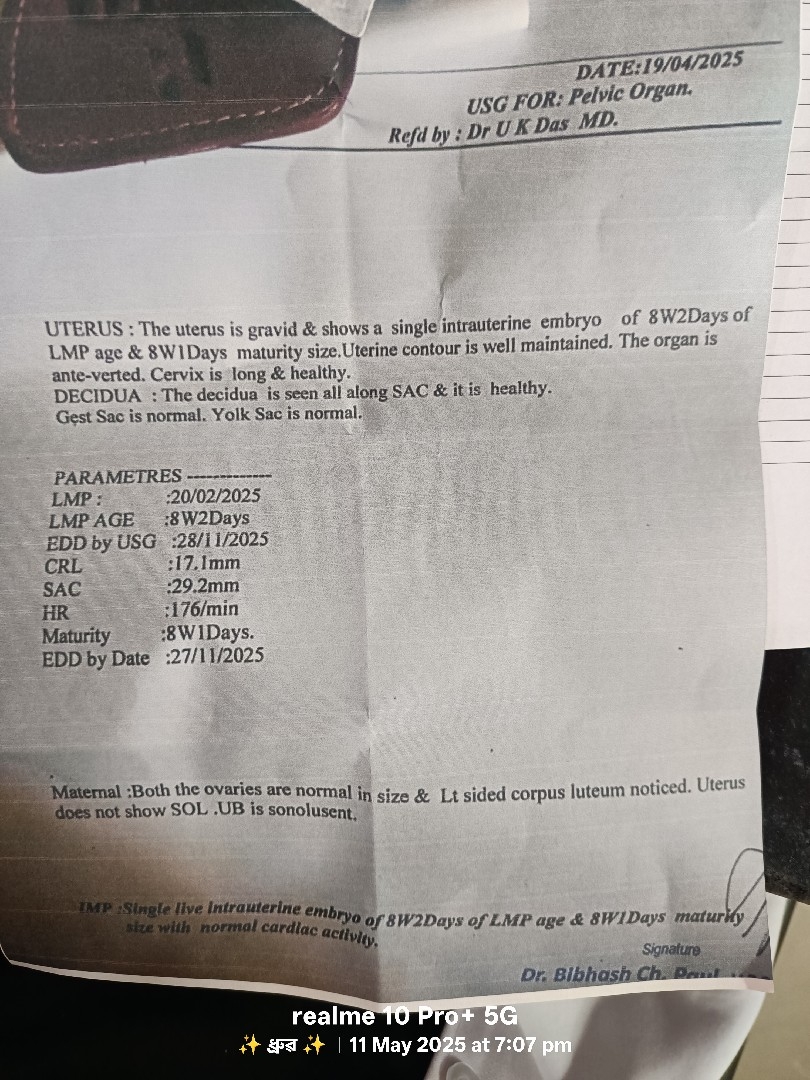 DATE:19/04/2025
USG FOR: Pelvic Organ.
Refd by : Dr U K Das MD.
UTERUS : The uterus is gravid & shows a single intrauterine embryo of 8W2Days of
LMP age & 8W1Days maturity size.Uterine contour is well maintained. The organ is
ante-verted. Cervix is long & healthy.
DECIDUA : The decidua is seen all along SAC & it is healthy.
Gest Sac is normal. Yolk Sac is normal.
PARAMETRES -------------
LMP : :20/02/2025
LMP AGE :8W2Days
EDD by USG :28/11/2025
CRL :17.1mm
SAC :29.2mm
HR :176/min
Maturity :8W1Days.
EDD by Date :27/11/2025
Maternal :Both the ovaries are normal in size & Lt sided corpus luteum noticed. Uterus
does not show SOL .UB is sonolusent.
IMP :Single live intrauterine embryo of 8W2Days of LMP age & 8W1Days maturity
size with normal cardiac activity.
Signature
Dr. Bibhash Ch. Paul
realme 10 Pro+ 5G
✨ ধ্রুব ✨ | 11 May 2025 at 7:07 pm